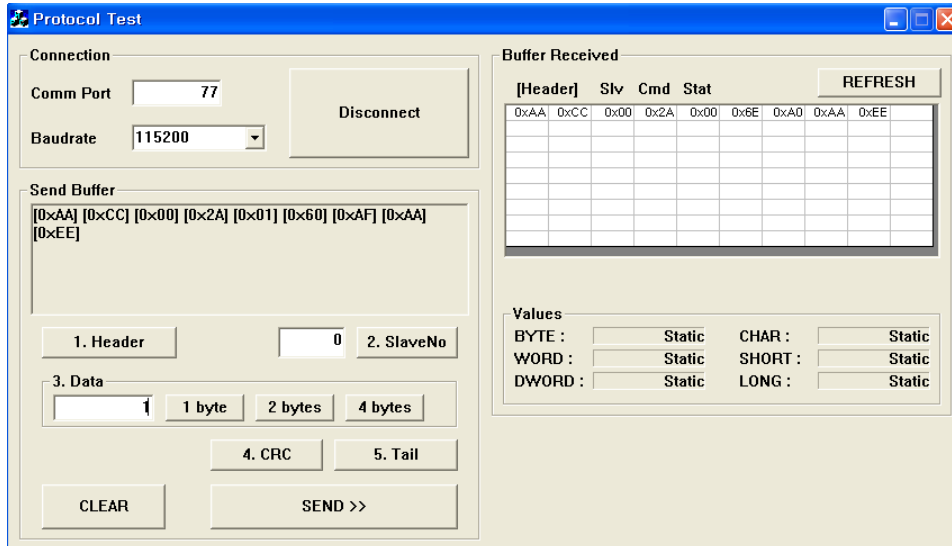 Protocol Test
Connection
Comm Port 77
Baudrate 115200
Disconnect
Send Buffer
[0xAA] [0xCC] [0x00] [0x2A] [0x01] [0x60] [0xAF] [0xAA]
[0xEE]
1. Header 0 2. SlaveNo
3. Data
1 1 byte 2 bytes 4 bytes
4. CRC 5. Tail
CLEAR SEND >>
Buffer Received
REFRESH
[Header] Slv Cmd Stat
0xAA 0xCC 0x00 0x2A 0x00 0x6E 0xA0 0xAA 0xEE
Values
BYTE : Static CHAR : Static
WORD : Static SHORT : Static
DWORD : Static LONG : Static